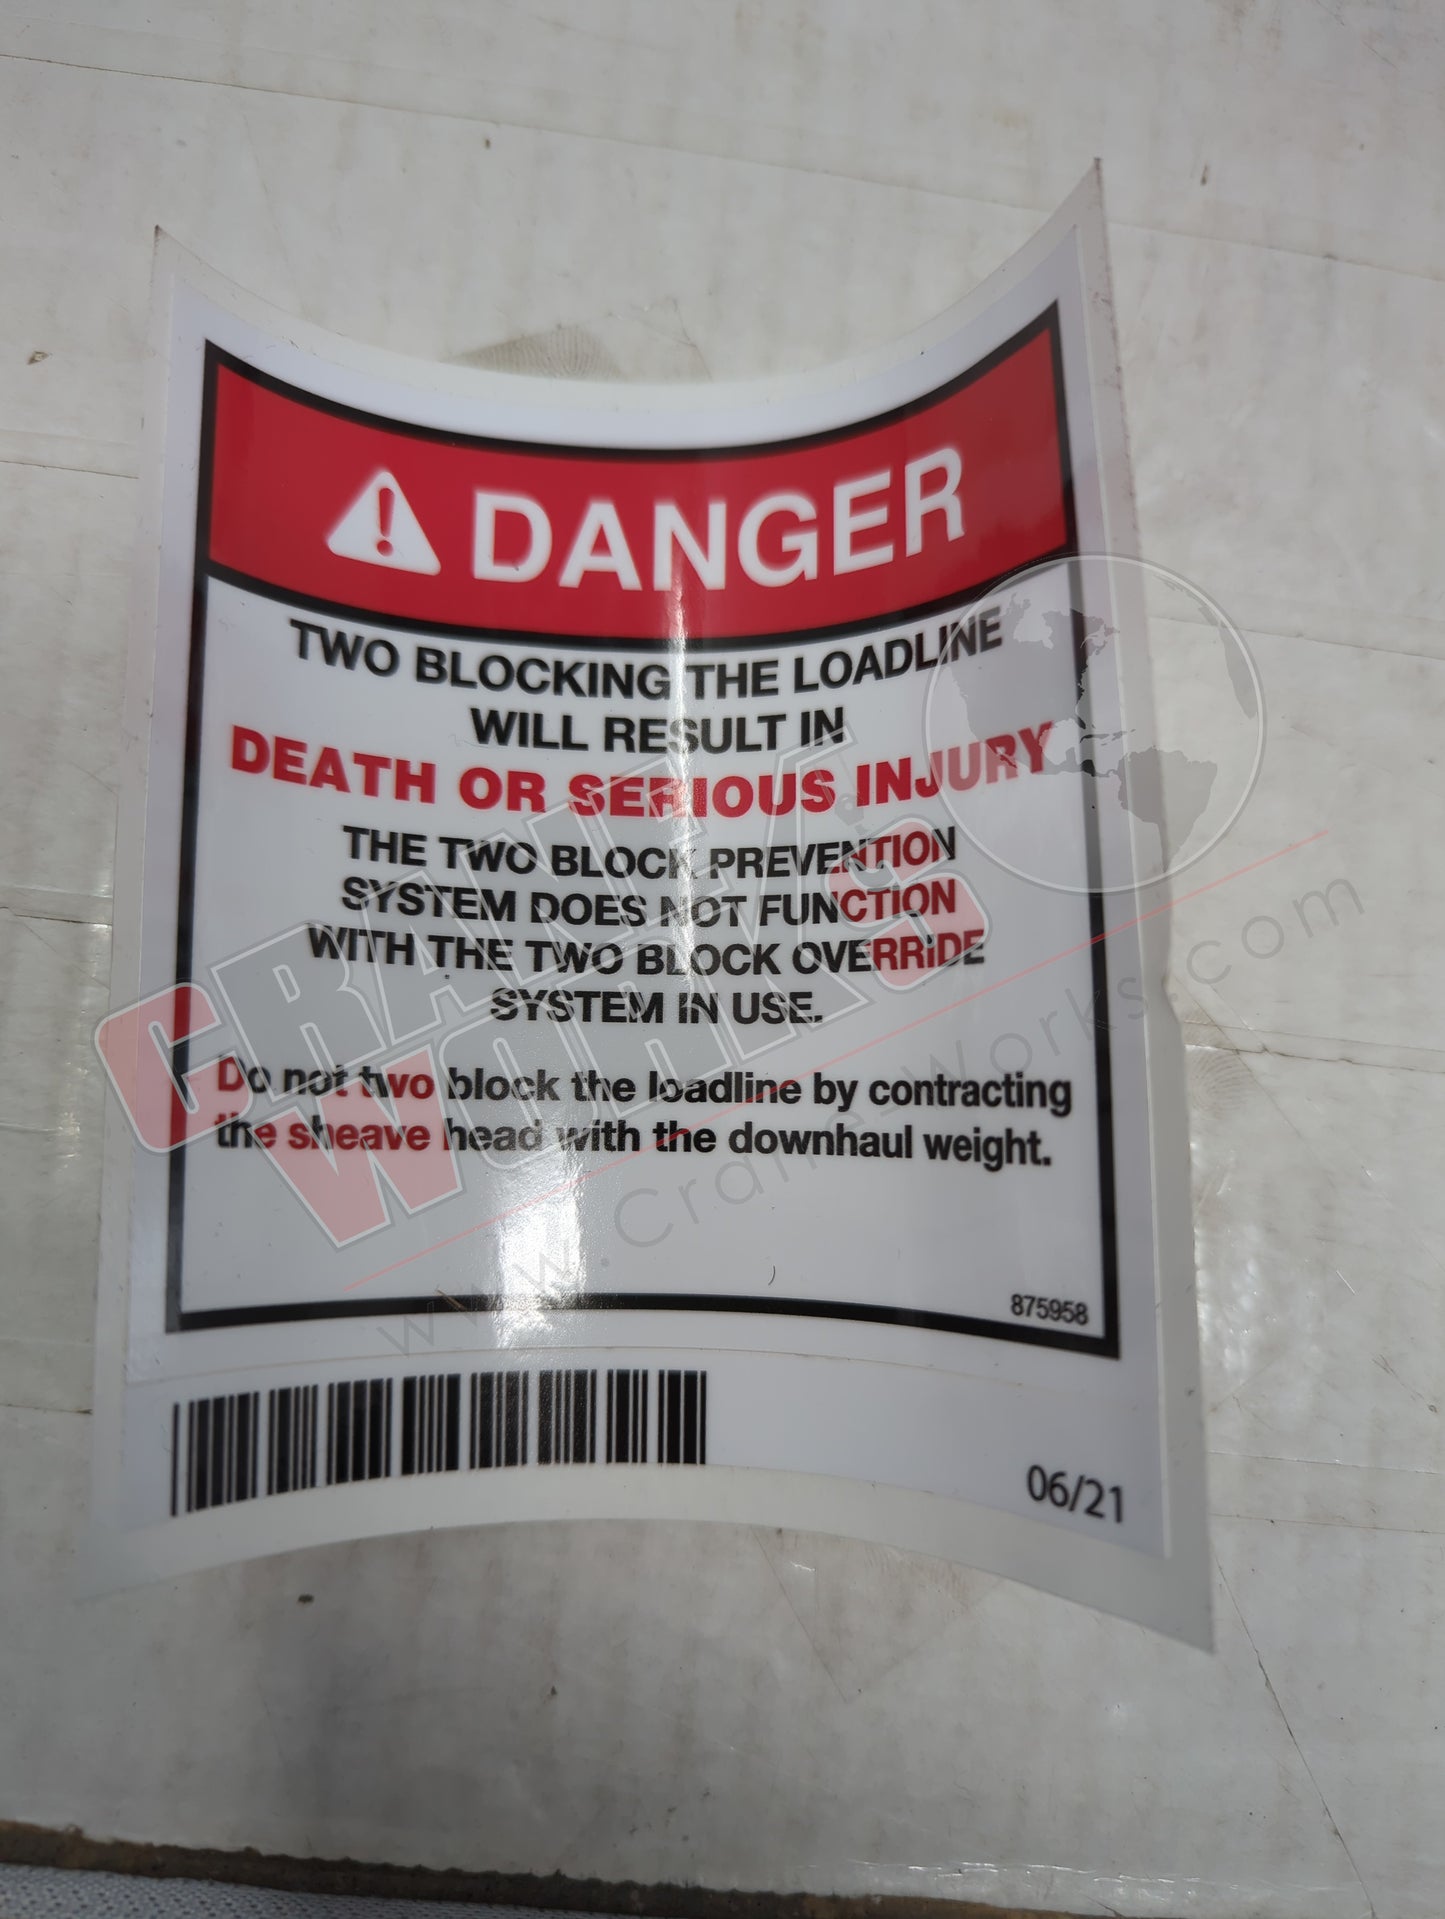 DANGER
TWO BLOCKING THE LOADLINE
WILL RESULT IN
DEATH OR SERIOUS INJURY
THE TWO BLOCK PREVENTION
SYSTEM DOES NOT FUNCTION
WITH THE TWO BLOCK OVERRIDE
SYSTEM IN USE.
Do not two block the loadline by contracting
the sheave head with the downhaul weight.
875958
06/21
CRANE
WORKS
www.Crane-Works.com